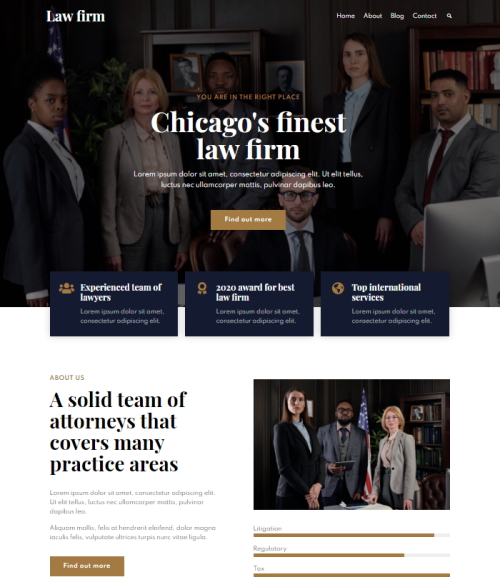 Law firm
Home About Blog Contact
YOU ARE IN THE RIGHT PLACE
Chicago's finest
law firm
Lorem ipsum dolor sit amet, consectetur adipiscing elit. Ut elit tellus,
luctus nec ullamcorper mattis, pulvinar dapibus leo.
Find out more
Experienced team of
lawyers
Lorem ipsum dolor sit amet,
consectetur adipiscing elit.
2020 award for best
law firm
Lorem ipsum dolor sit amet,
consectetur adipiscing elit.
Top international
services
Lorem ipsum dolor sit amet,
consectetur adipiscing elit.
ABOUT US
A solid team of
attorneys that
covers many
practice areas
Lorem ipsum dolor sit amet, consectetur adipiscing elit.
Ut elit tellus, luctus nec ullamcorper mattis, pulvinar
dapibus leo.
Aliquam mollis, felis at hendrerit eleifend, dolor magna
iaculis felis, vulputate ultrices turpis nunc vitae ligula.
Find out more
Litigation
Regulatory
Tax